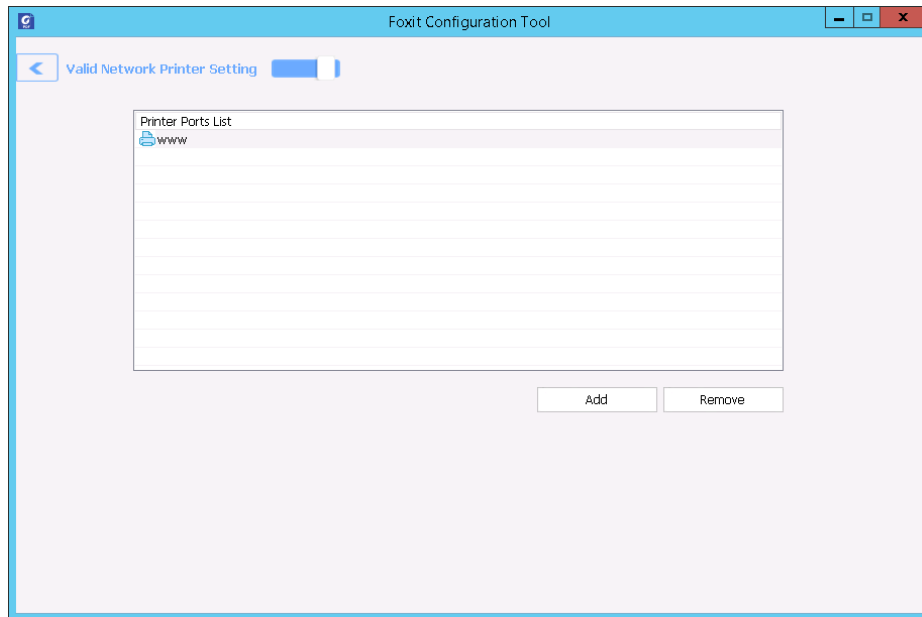 Foxit Configuration Tool
Valid Network Printer Setting
Printer Ports List
www
Add
Remove